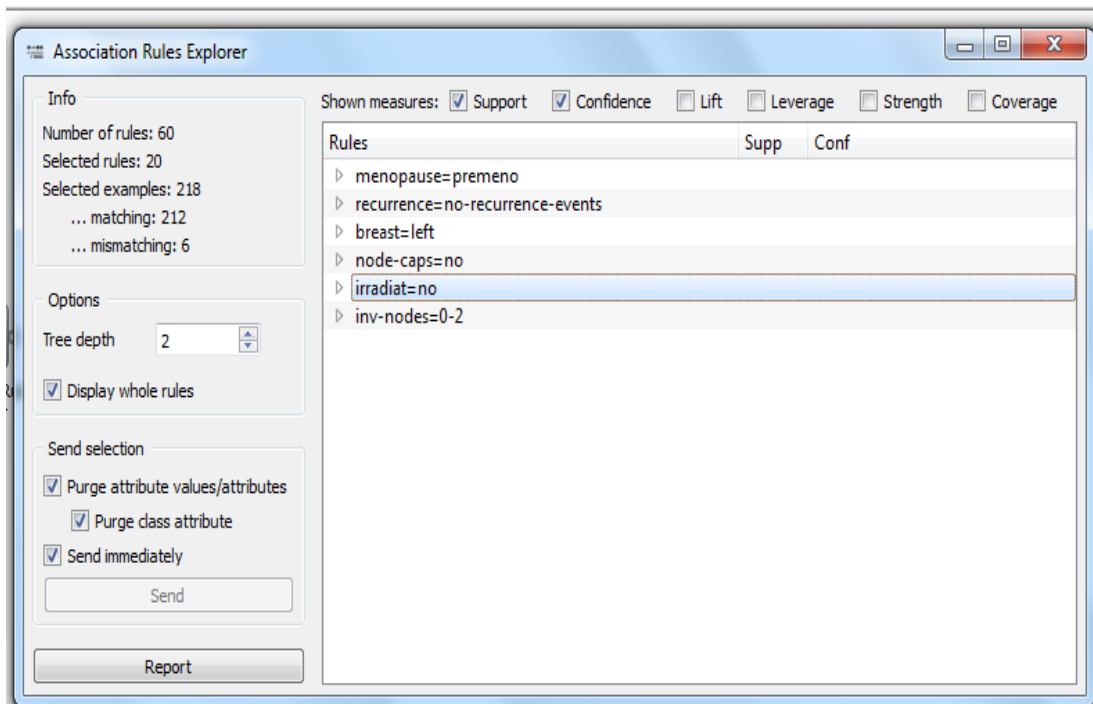 Association Rules Explorer
Info
Number of rules: 60
Selected rules: 20
Selected examples: 218
... matching: 212
... mismatching: 6
Options
Tree depth 2
Display whole rules
Send selection
Purge attribute values/attributes
Purge class attribute
Send immediately
Send
Report
Shown measures: Support Confidence Lift Leverage Strength Coverage
Rules Supp Conf
menopause=premeno
recurrence=no-recurrence-events
breast=left
node-caps=no
irradiat=no
inv-nodes=0-2